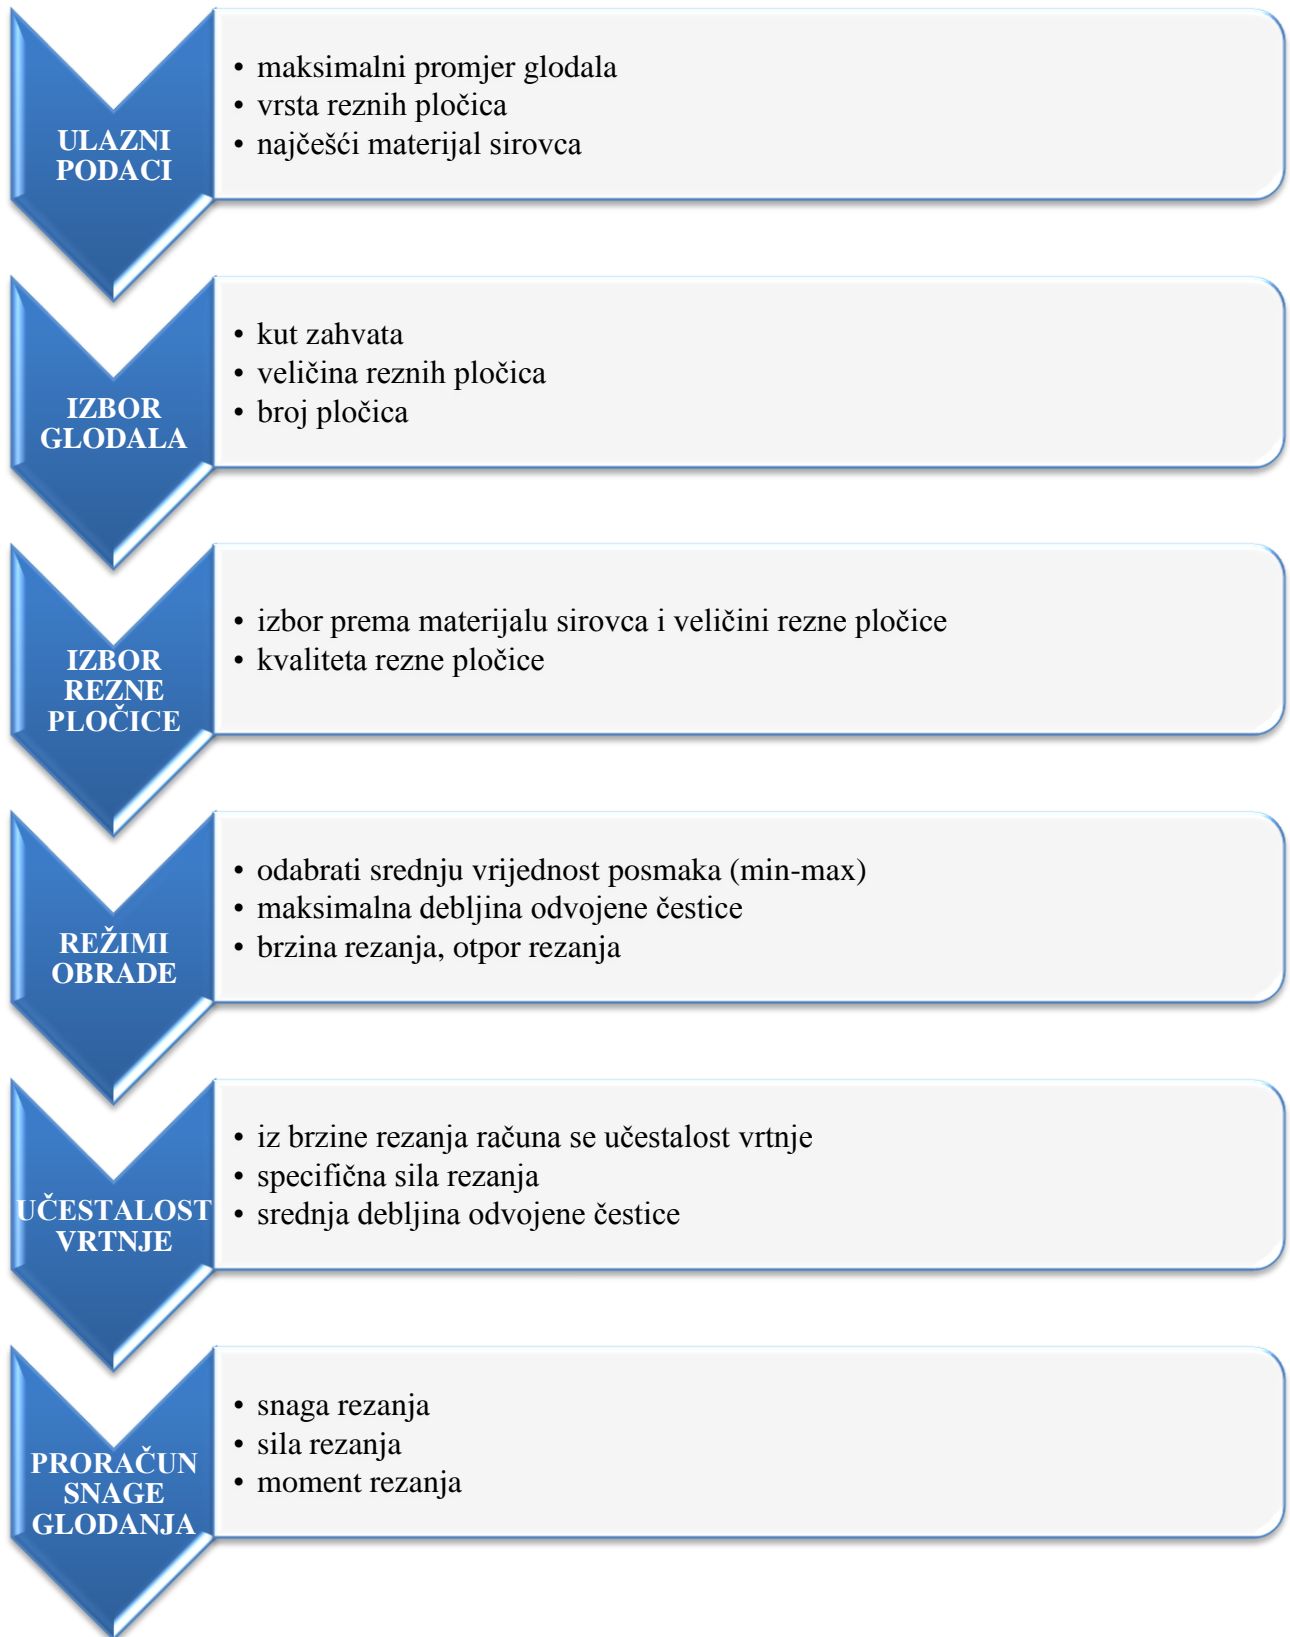 ULAZNI
PODACI
• maksimalni promjer glodala
• vrsta reznih pločica
• najčešći materijal sirovca
IZBOR
GLODALA
• kut zahvata
• veličina reznih pločica
• broj pločica
IZBOR
REZNE
PLOČICE
• izbor prema materijalu sirovca i veličini rezne pločice
• kvaliteta rezne pločice
REŽIMI
OBRADE
• odabrati srednju vrijednost posmaka (min-max)
• maksimalna debljina odvojene čestice
• brzina rezanja, otpor rezanja
UČESTALOST
VRTNJE
• iz brzine rezanja računa se učestalost vrtnje
• specifična sila rezanja
• srednja debljina odvojene čestice
PRORAČUN
SNAGE
GLODANJA
• snaga rezanja
• sila rezanja
• moment rezanja